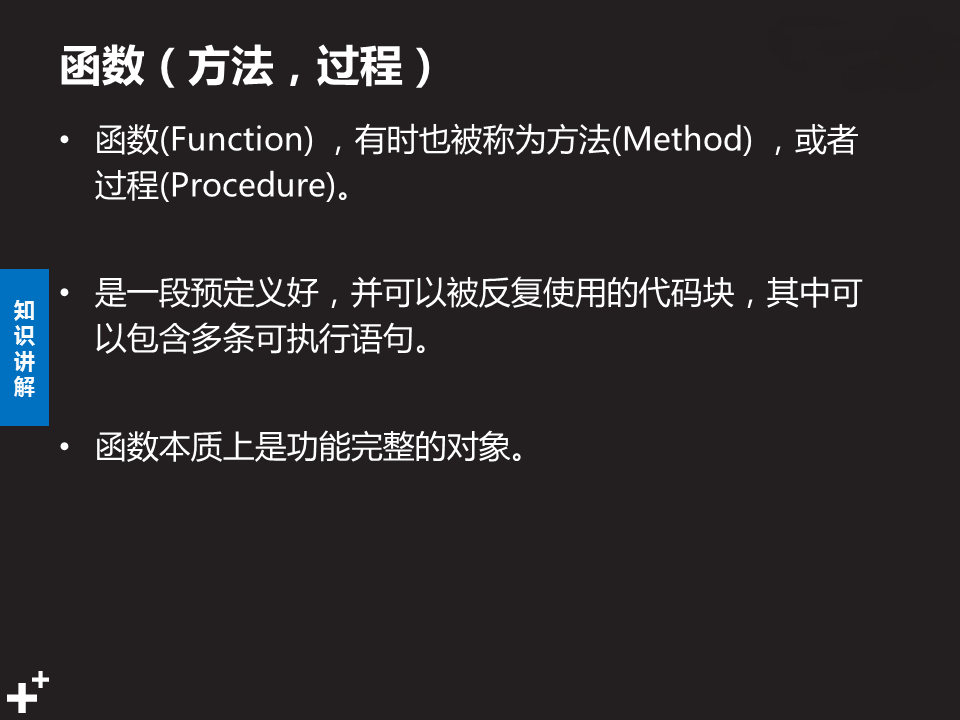 函数（方法，过程）
• 函数(Function) ，有时也被称为方法(Method) ，或者
过程(Procedure)。
• 是一段预定义好，并可以被反复使用的代码块，其中可
以包含多条可执行语句。
• 函数本质上是功能完整的对象。
知
识
讲
解